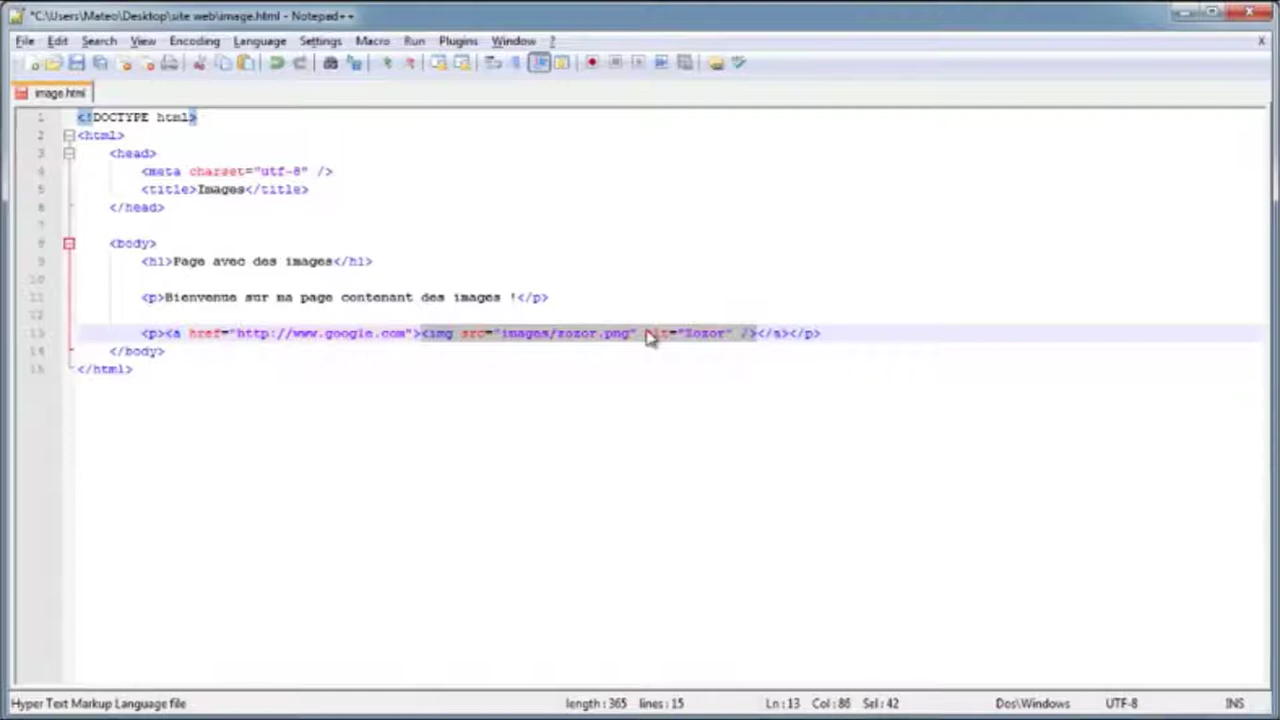 *C:\Users\Mateo\Desktop\site web\image.html - Notepad++
File Edit Search View Encoding Language Settings Macro Run Plugins Window ? X
image.html
1 <!DOCTYPE html>
2 <html>
3 <head>
4 <meta charset="utf-8" />
5 <title>Images</title>
6 </head>
7
8 <body>
9 <h1>Page avec des images</h1>
10
11 <p>Bienvenue sur ma page contenant des images !</p>
12
13 <p><a href="http://www.google.com"><img src="images/zozor.png" alt="Zozor" /></a></p>
14 </body>
15 </html>
Hyper Text Markup Language file length : 365 lines : 15 Ln : 13 Col : 86 Sel : 42 Dos\Windows UTF-8 INS